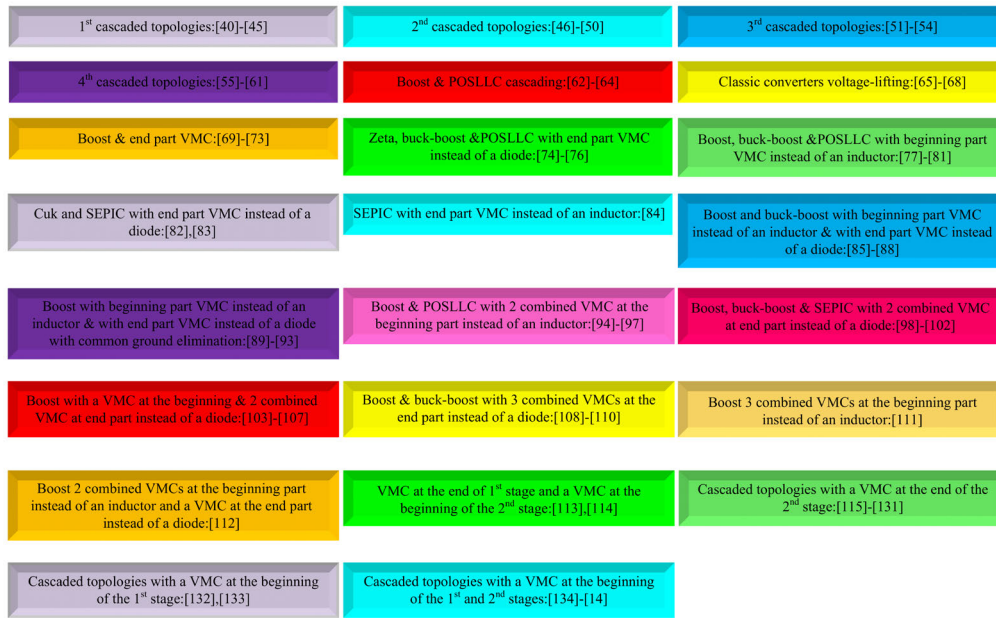 1st cascaded topologies:[40]-[45]
2nd cascaded topologies:[46]-[50]
3rd cascaded topologies:[51]-[54]
4th cascaded topologies:[55]-[61]
Boost & POSLLC cascading:[62]-[64]
Classic converters voltage-lifting:[65]-[68]
Boost & end part VMC:[69]-[73]
Zeta, buck-boost &POSLLC with end part VMC
instead of a diode:[74]-[76]
Boost, buck-boost &POSLLC with beginning part
VMC instead of an inductor:[77]-[81]
Cuk and SEPIC with end part VMC instead of a
diode:[82],[83]
SEPIC with end part VMC instead of an inductor:[84]
Boost and buck-boost with beginning part VMC
instead of an inductor & with end part VMC instead
of a diode:[85]-[88]
Boost with beginning part VMC instead of an
inductor & with end part VMC instead of a diode
with common ground elimination:[89]-[93]
Boost & POSLLC with 2 combined VMC at the
beginning part instead of an inductor:[94]-[97]
Boost, buck-boost & SEPIC with 2 combined VMC
at end part instead of a diode:[98]-[102]
Boost with a VMC at the beginning & 2 combined
VMC at end part instead of a diode:[103]-[107]
Boost & buck-boost with 3 combined VMCs at the
end part instead of a diode:[108]-[110]
Boost 3 combined VMCs at the beginning part
instead of an inductor:[111]
Boost 2 combined VMCs at the beginning part
instead of an inductor and a VMC at the end part
instead of a diode:[112]
VMC at the end of 1st stage and a VMC at the
beginning of the 2nd stage:[113],[114]
Cascaded topologies with a VMC at the end of the
2nd stage:[115]-[131]
Cascaded topologies with a VMC at the beginning
of the 1st stage:[132],[133]
Cascaded topologies with a VMC at the beginning
of the 1st and 2nd stages:[134]-[14]